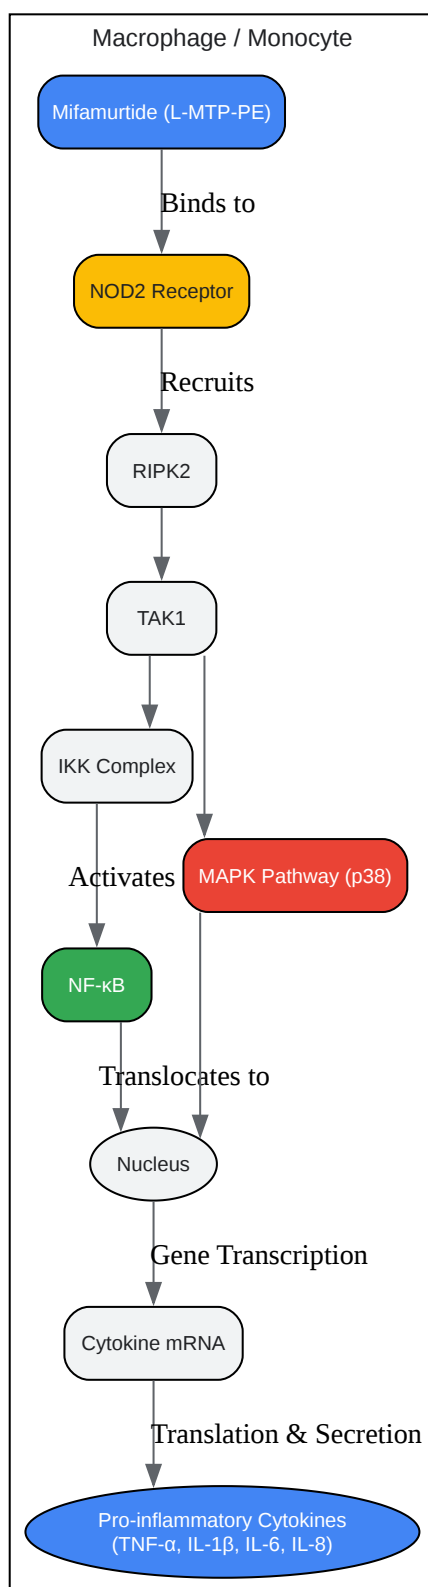 Macrophage / Monocyte
Mifamurtide (L-MTP-PE)
Binds to
NOD2 Receptor
Recruits
RIPK2
TAK1
IKK Complex
Activates
MAPK Pathway (p38)
NF-κB
Translocates to
Nucleus
Gene Transcription
Cytokine mRNA
Translation & Secretion
Pro-inflammatory Cytokines
(TNF-α, IL-1β, IL-6, IL-8)